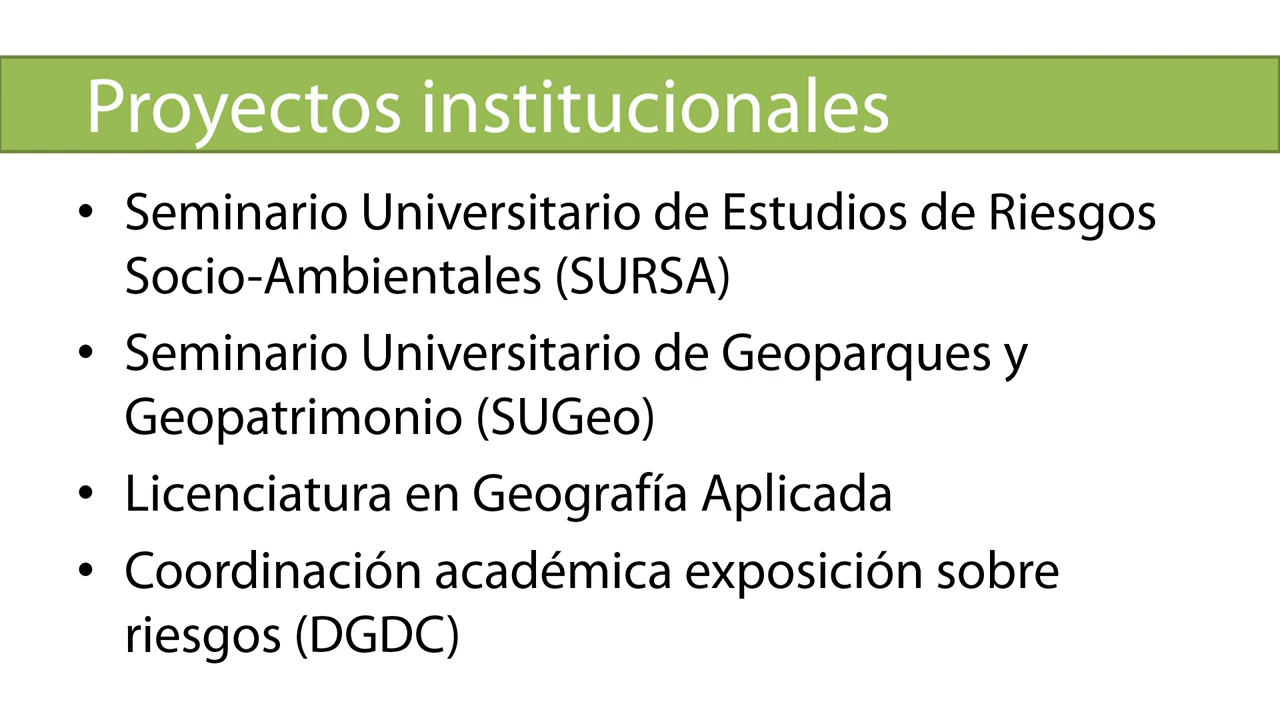 Proyectos institucionales
• Seminario Universitario de Estudios de Riesgos
Socio-Ambientales (SURSA)
• Seminario Universitario de Geoparques y
Geopatrimonio (SUGeo)
• Licenciatura en Geografía Aplicada
• Coordinación académica exposición sobre
riesgos (DGDC)